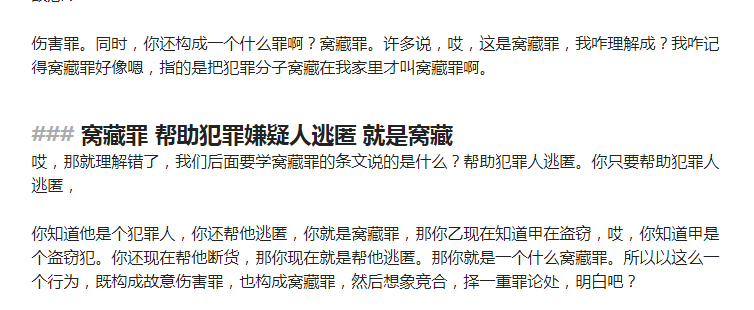 伤害罪。同时，你还构成一个什么罪啊？窝藏罪。许多说，哎，这是窝藏罪，我咋理解成？我咋记
得窝藏罪好像嗯，指的是把犯罪分子窝藏在我家里才叫窝藏罪啊。
### 窝藏罪 帮助犯罪嫌疑人逃匿 就是窝藏
哎，那就理解错了，我们后面要学窝藏罪的条文说的是什么？帮助犯罪人逃匿。你只要帮助犯罪人
逃匿，
你知道他是个犯罪人，你还帮他逃匿，你就是窝藏罪，那你乙现在知道甲在盗窃，哎，你知道甲是
个盗窃犯。你还现在帮他断货，那你现在就是帮他逃匿。那你就是一个什么窝藏罪。所以以这么一
个行为，既构成故意伤害罪，也构成窝藏罪，然后想象竞合，择一重罪论处，明白吧？